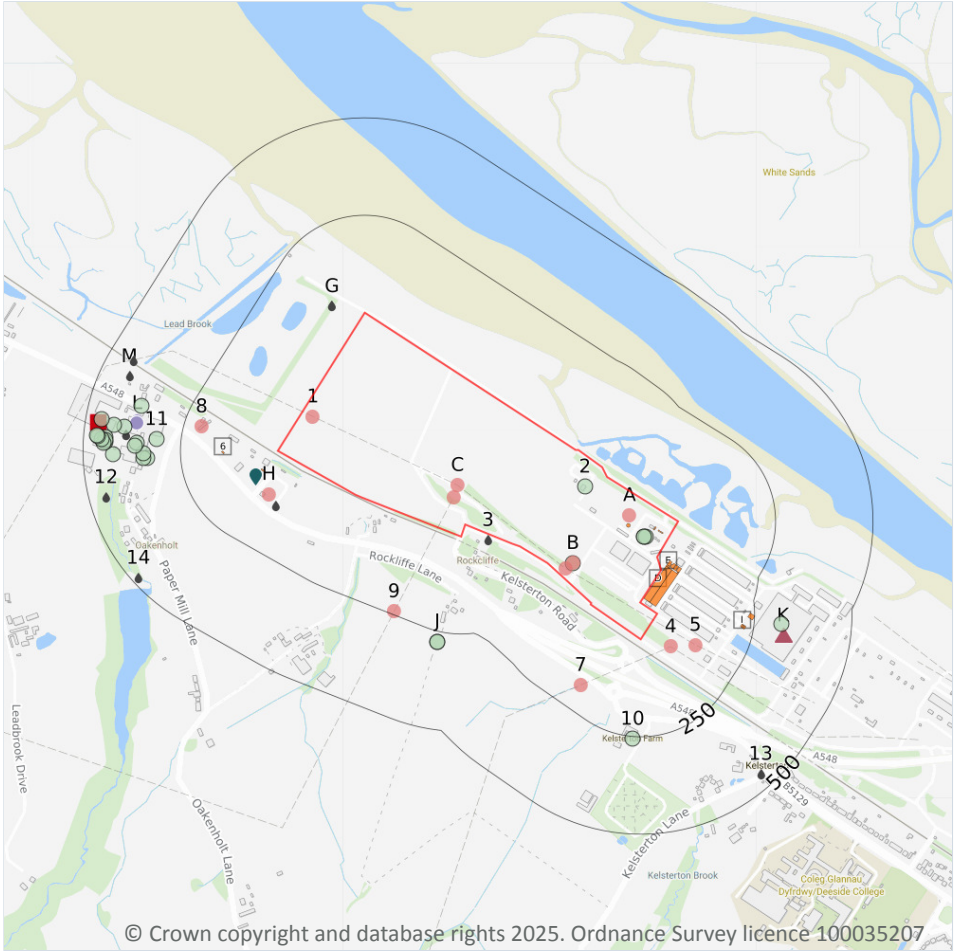 White Sands
G
Lead Brook
M
A548
L
11
8
6
1
H
12
C
2
A
3
B
E
D
Oakenholt
14
Paper Mill Lane
Rockcliffe
Rockliffe Lane
Kelsterton Road
9
J
4
5
I
K
7
A548
250
10
Kelsterton Farm
Leadbrook Drive
13
Kelsterton
500
A548
B5129
Oakenholt Lane
Kelsterton Lane
Kelsterton Brook
Coleg Glannau
Dyfrdwy/Deeside College
© Crown copyright and database rights 2025. Ordnance Survey licence 100035207